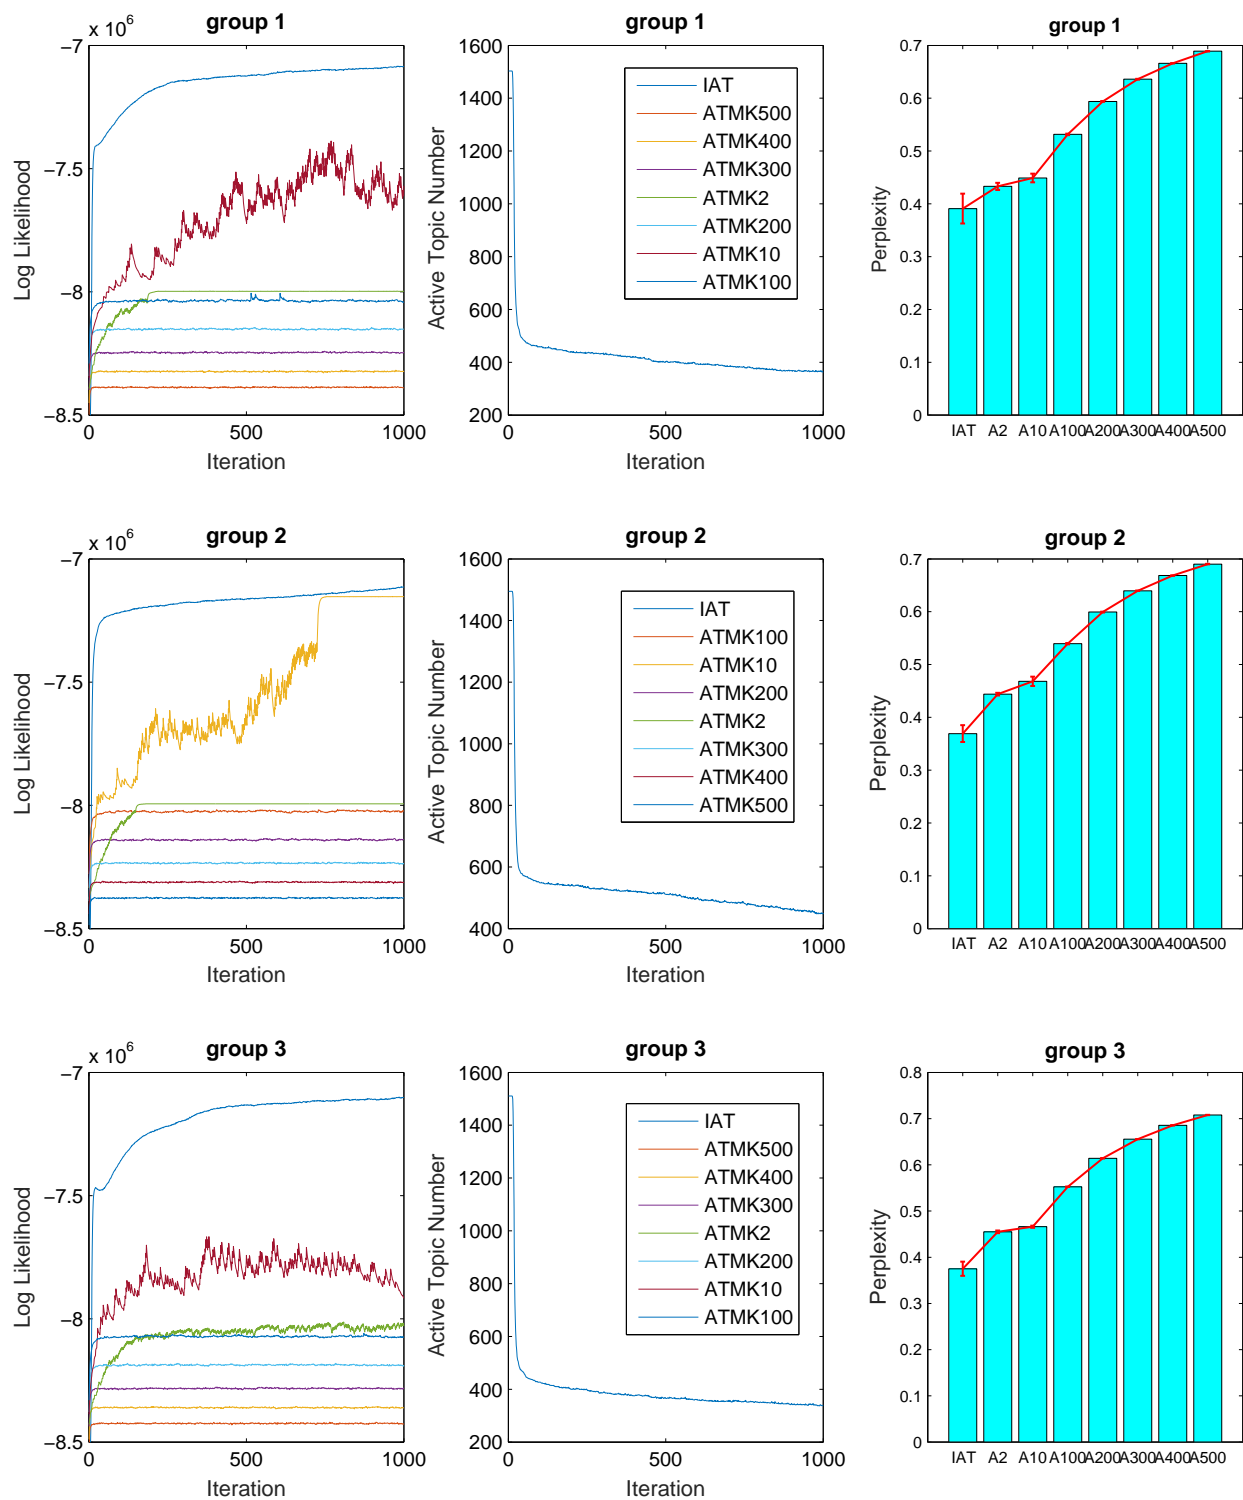 group 1
x 10^6
−7
−7.5
−8
−8.5
Log Likelihood
0
500
1000
Iteration
group 1
1600
1400
1200
1000
800
600
400
200
Active Topic Number
IAT
ATMK500
ATMK400
ATMK300
ATMK2
ATMK200
ATMK10
ATMK100
0
500
1000
Iteration
group 1
0.7
0.6
0.5
0.4
0.3
0.2
0.1
0
Perplexity
IAT A2 A10 A100 A200 A300 A400 A500
group 2
x 10^6
−7
−7.5
−8
−8.5
Log Likelihood
0
500
1000
Iteration
group 2
1600
1400
1200
1000
800
600
400
Active Topic Number
IAT
ATMK100
ATMK10
ATMK200
ATMK2
ATMK300
ATMK400
ATMK500
0
500
1000
Iteration
group 2
0.7
0.6
0.5
0.4
0.3
0.2
0.1
0
Perplexity
IAT A2 A10 A100 A200 A300 A400 A500
group 3
x 10^6
−7
−7.5
−8
−8.5
Log Likelihood
0
500
1000
Iteration
group 3
1600
1400
1200
1000
800
600
400
200
Active Topic Number
IAT
ATMK500
ATMK400
ATMK300
ATMK2
ATMK200
ATMK10
ATMK100
0
500
1000
Iteration
group 3
0.8
0.7
0.6
0.5
0.4
0.3
0.2
0.1
0
Perplexity
IAT A2 A10 A100 A200 A300 A400 A500